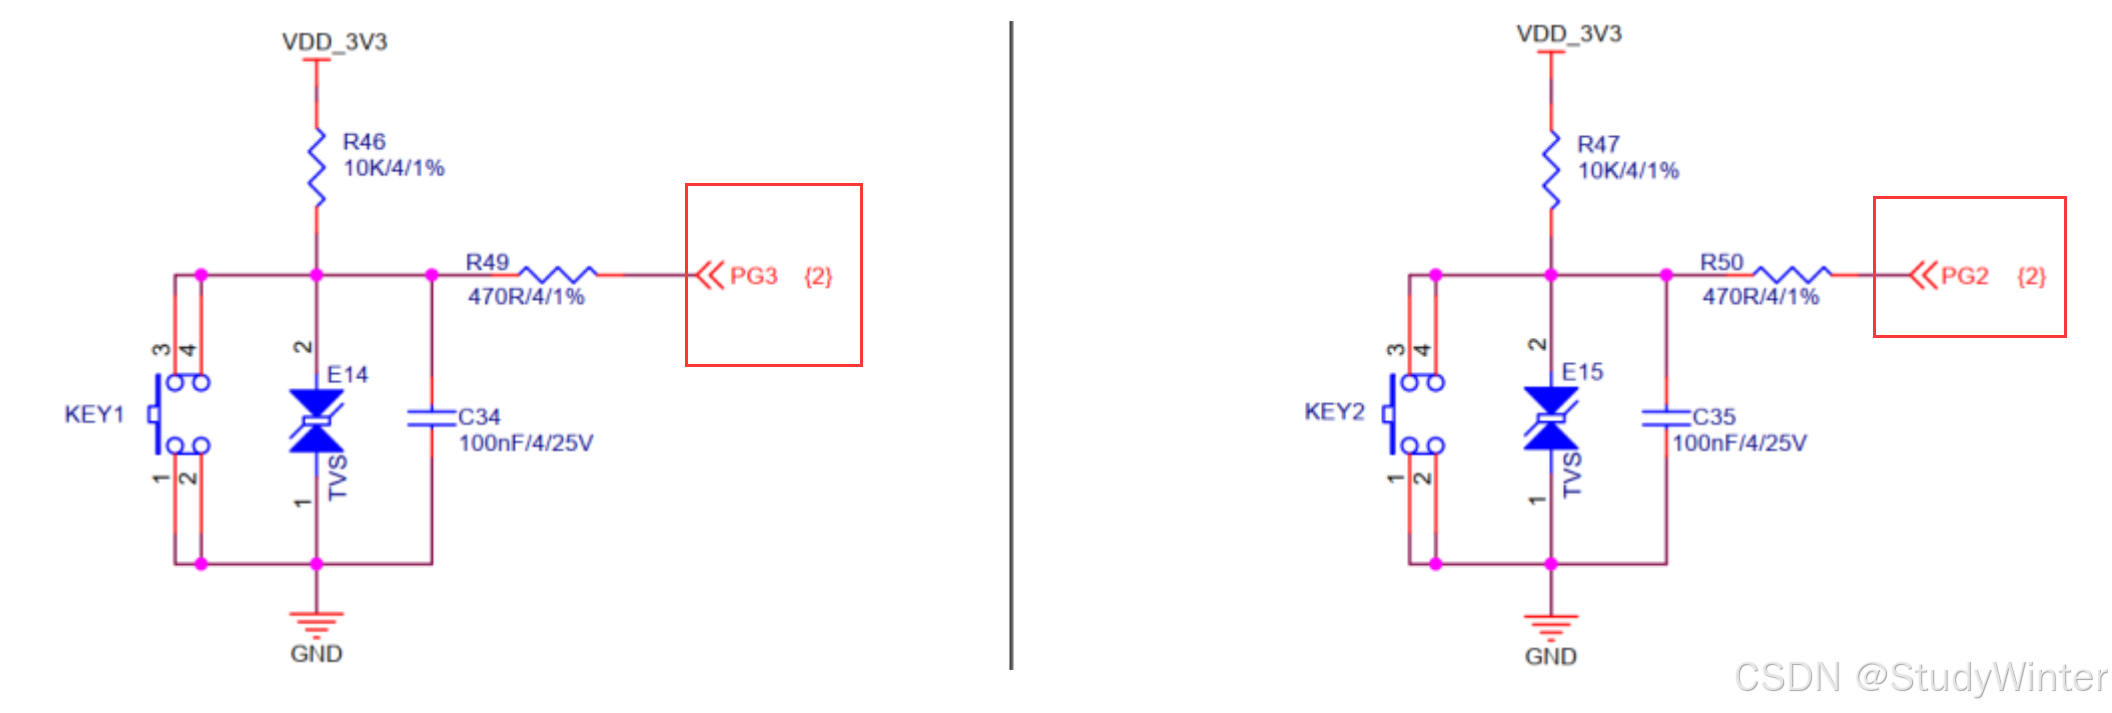 VDD_3V3
R46
10K/4/1%
R49
470R/4/1%
PG3 {2}
3
4
2
E14
KEY1
C34
100nF/4/25V
1
2
1
TVS
GND
VDD_3V3
R47
10K/4/1%
R50
470R/4/1%
PG2 {2}
3
4
2
E15
KEY2
C35
100nF/4/25V
1
2
1
TVS
GND
CSDN @StudyWinter